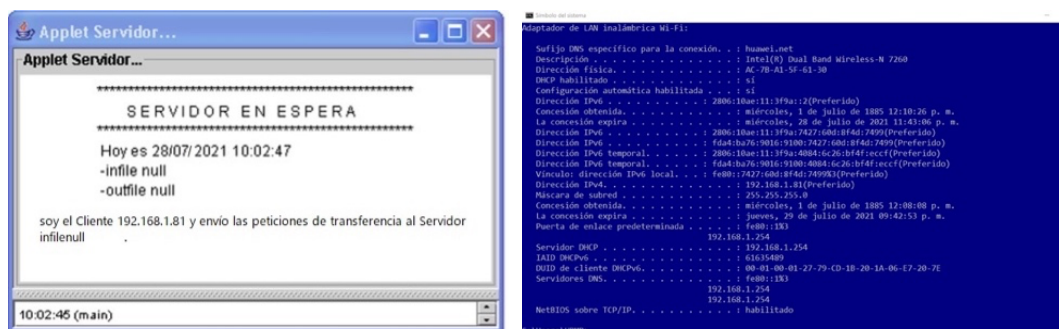 Applet Servidor...
Applet Servidor...
************************************************
SERVIDOR EN ESPERA
************************************************
Hoy es 28/07/2021 10:02:47
-infile null
-outfile null
soy el Cliente 192.168.1.81 y envío las peticiones de transferencia al Servidor
infilenull .
10:02:45 (main)
Símbolo del sistema
Adaptador de LAN inalámbrica Wi-Fi:
Sufijo DNS específico para la conexión. . : huawei.net
Descripción . . . . . . . . . . . . . . . : Intel(R) Dual Band Wireless-N 7260
Dirección física. . . . . . . . . . . . . : AC-7B-A1-5F-61-30
DHCP habilitado . . . . . . . . . . . . . : sí
Configuración automática habilitada . . . : sí
Dirección IPv6 . . . . . . . . . . : 2806:10ae:11:3f9a::2(Preferido)
Concesión obtenida. . . . . . . . . . . . : miércoles, 1 de julio de 1885 12:10:26 p. m.
La concesión expira . . . . . . . . . . . : miércoles, 28 de julio de 2021 11:43:06 p. m.
Dirección IPv6 . . . . . . . . . . : 2806:10ae:11:3f9a:7427:60d:8f4d:7499(Preferido)
Dirección IPv6 . . . . . . . . . . : fda4:ba76:9016:9100:7427:60d:8f4d:7499(Preferido)
Dirección IPv6 temporal. . . . . . : 2806:10ae:11:3f9a:4084:6c26:bf4f:eccf(Preferido)
Dirección IPv6 temporal. . . . . . : fda4:ba76:9016:9100:4084:6c26:bf4f:eccf(Preferido)
Vínculo: dirección IPv6 local. . . : fe80::7427:60d:8f4d:7499%3(Preferido)
Dirección IPv4. . . . . . . . . . . . . . : 192.168.1.81(Preferido)
Máscara de subred . . . . . . . . . . . . : 255.255.255.0
Concesión obtenida. . . . . . . . . . . . : miércoles, 1 de julio de 1885 12:08:08 p. m.
La concesión expira . . . . . . . . . . . : jueves, 29 de julio de 2021 09:42:53 p. m.
Puerta de enlace predeterminada . . . . . : fe80::1%3
192.168.1.254
Servidor DHCP . . . . . . . . . . . . . . : 192.168.1.254
IAID DHCPv6 . . . . . . . . . . . . . . . : 61635489
DUID de cliente DHCPv6. . . . . . . . . . : 00-01-00-01-27-79-CD-1B-20-1A-06-E7-20-7E
Servidores DNS. . . . . . . . . . . . . . : fe80::1%3
192.168.1.254
192.168.1.254
NetBIOS sobre TCP/IP. . . . . . . . . . . : habilitado